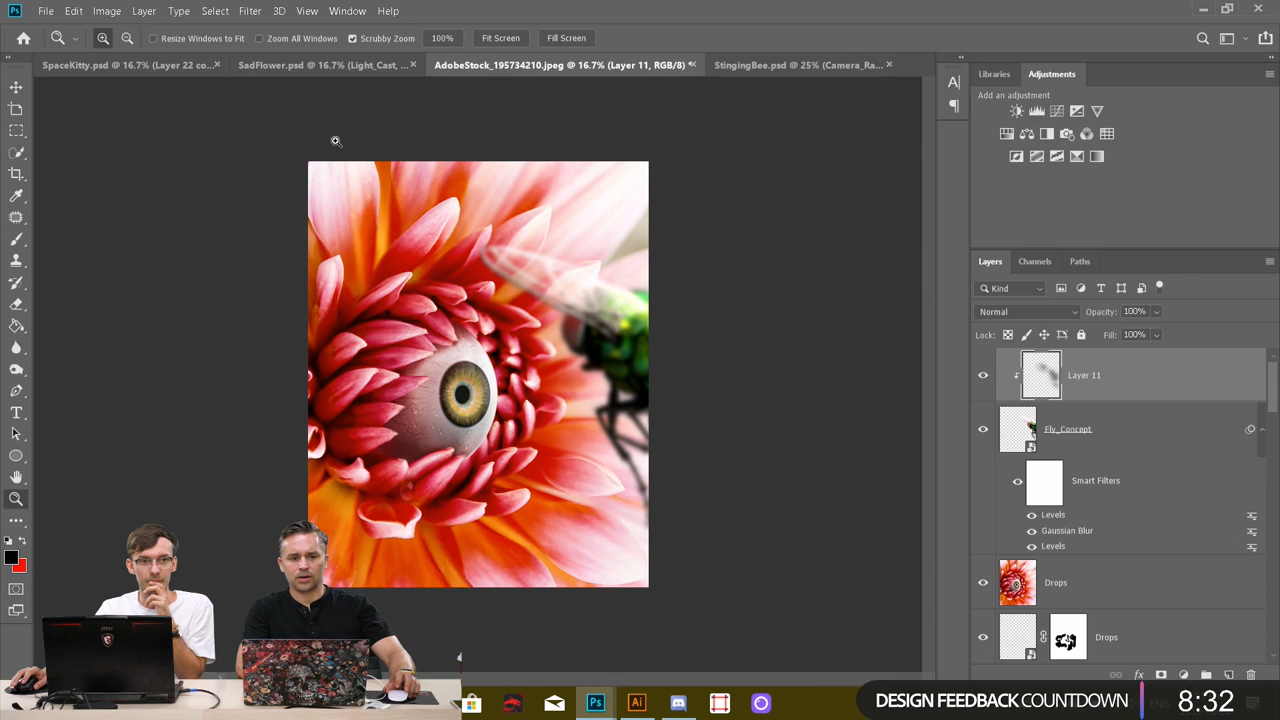 Ps File Edit Image Layer Type Select Filter 3D View Window Help
Resize Windows to Fit Zoom All Windows Scrubby Zoom 100% Fit Screen Fill Screen
SpaceKitty.psd @ 16.7% (Layer 22 co... × SadFlower.psd @ 16.7% (Light_Cast, ... × AdobeStock_195734210.jpeg @ 16.7% (Layer 11, RGB/8) * × StingingBee.psd @ 25% (Camera_Ra... ×
Libraries Adjustments
Add an adjustment
Layers Channels Paths
Kind
Normal Opacity: 100%
Lock: Fill: 100%
Layer 11
Fly_Concept
Smart Filters
Levels
Gaussian Blur
Levels
Drops
Drops
fx
Ps Ai
DESIGN FEEDBACK COUNTDOWN 8:32